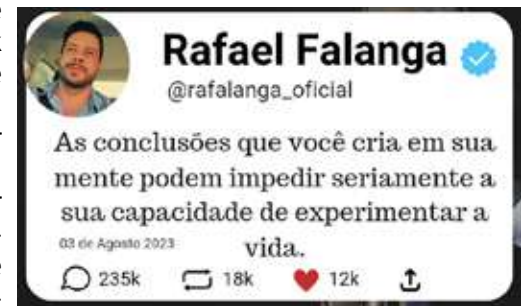 Rafael Falanga
@rafalanga_oficial
As conclusões que você cria em sua
mente podem impedir seriamente a
sua capacidade de experimentar a
vida.
03 de Agosto 2023
235k 18k 12k